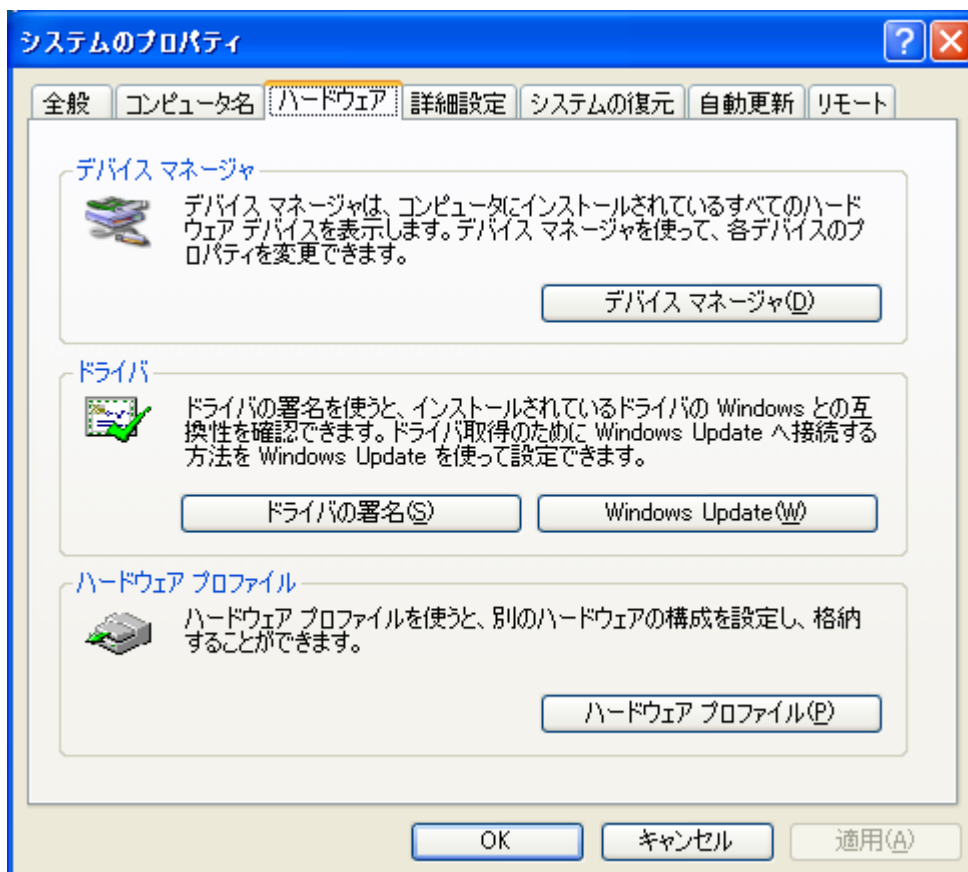 システムのプロパティ
全般 コンピュータ名 ハードウェア 詳細設定 システムの復元 自動更新 リモート
デバイス マネージャ
デバイス マネージャは、コンピュータにインストールされているすべてのハード
ウェア デバイスを表示します。デバイス マネージャを使って、各デバイスのプ
ロパティを変更できます。
デバイス マネージャ(D)
ドライバ
ドライバの署名を使うと、インストールされているドライバの Windows との互
換性を確認できます。ドライバ取得のために Windows Update へ接続する
方法を Windows Update を使って設定できます。
ドライバの署名(S) Windows Update(W)
ハードウェア プロファイル
ハードウェア プロファイルを使うと、別のハードウェアの構成を設定し、格納
することができます。
ハードウェア プロファイル(P)
OK キャンセル 適用(A)